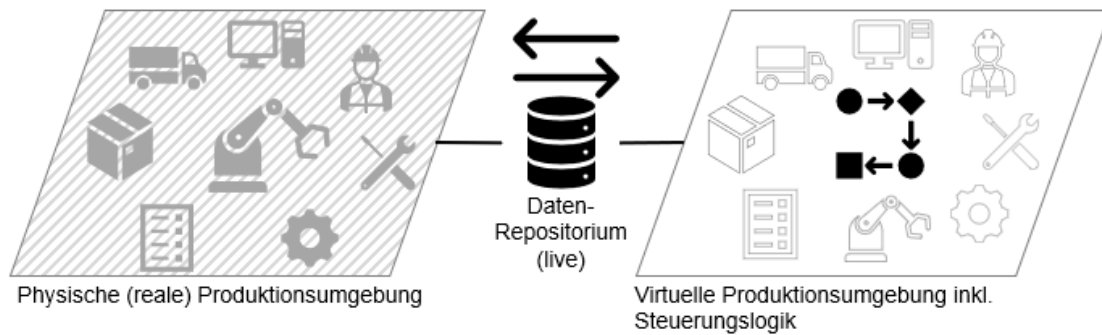 Daten-
Repositorium
(live)
Physische (reale) Produktionsumgebung
Virtuelle Produktionsumgebung inkl.
Steuerungslogik